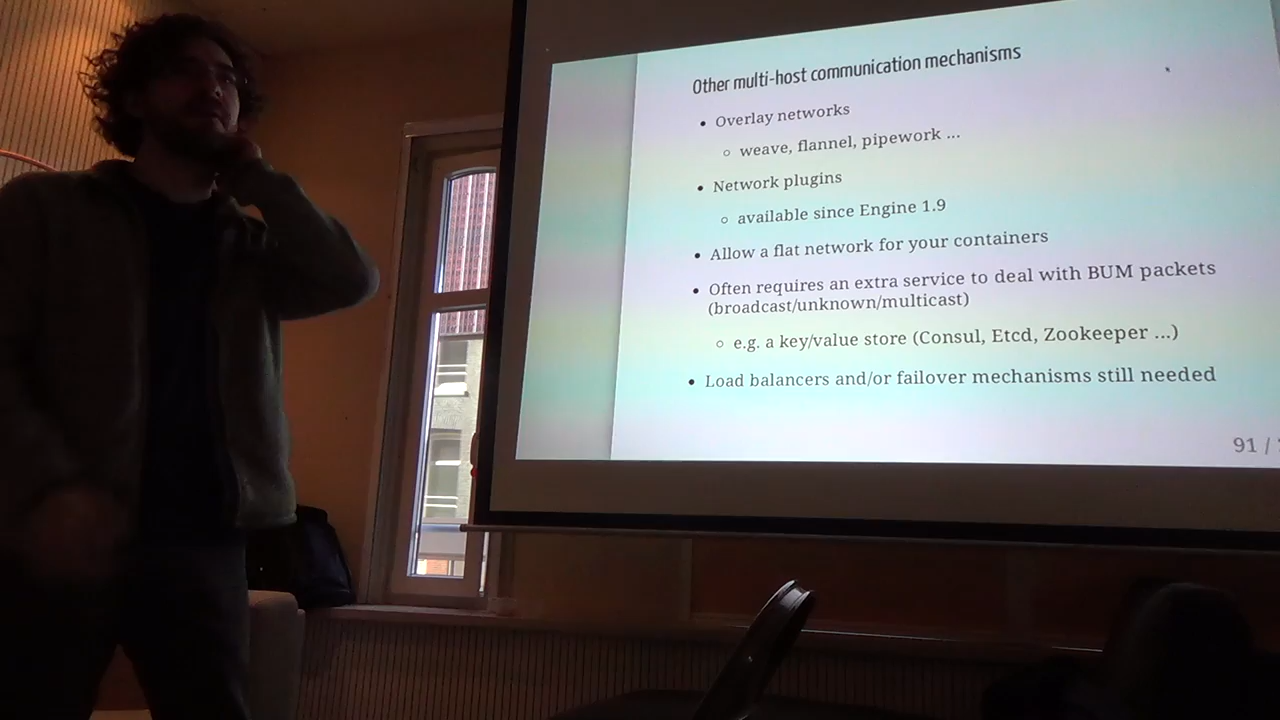 Other multi-host communication mechanisms
• Overlay networks
○ weave, flannel, pipework ...
• Network plugins
○ available since Engine 1.9
• Allow a flat network for your containers
• Often requires an extra service to deal with BUM packets
(broadcast/unknown/multicast)
○ e.g. a key/value store (Consul, Etcd, Zookeeper ...)
• Load balancers and/or failover mechanisms still needed
91 /